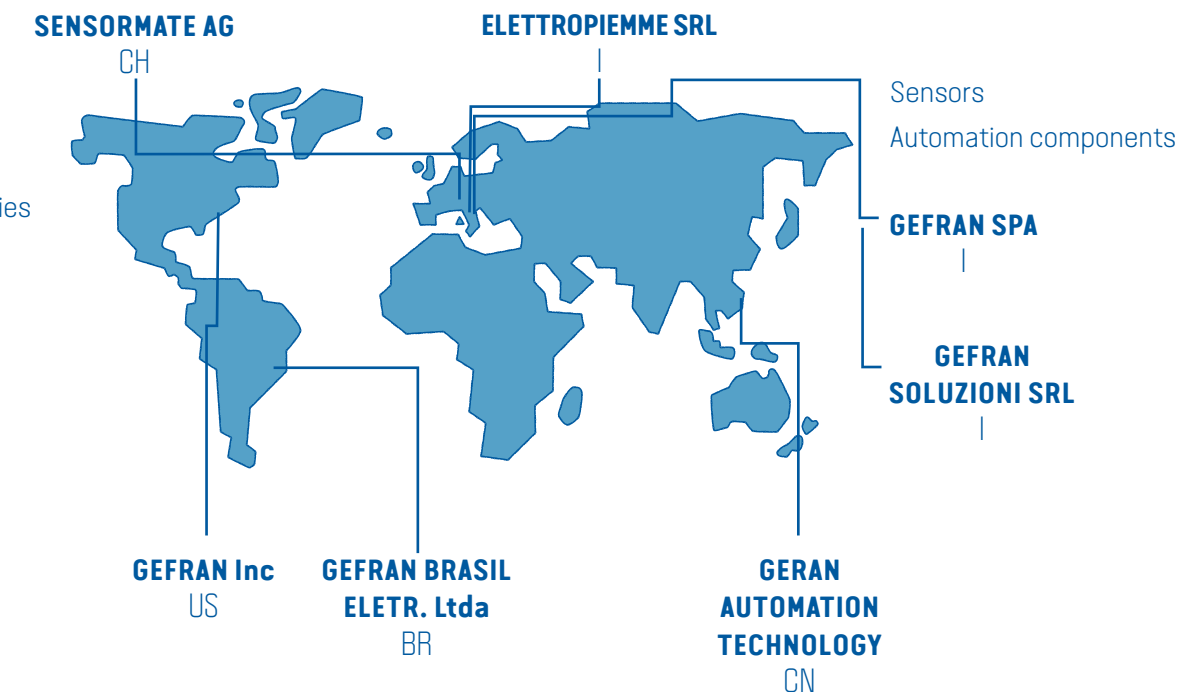 SENSORMATE AG
CH
ELETTROPIEMME SRL
I
Sensors
Automation components
ies
GEFRAN SPA
I
GEFRAN
SOLUZIONI SRL
I
GEFRAN Inc
US
GEFRAN BRASIL
ELETR. Ltda
BR
GERAN
AUTOMATION
TECHNOLOGY
CN